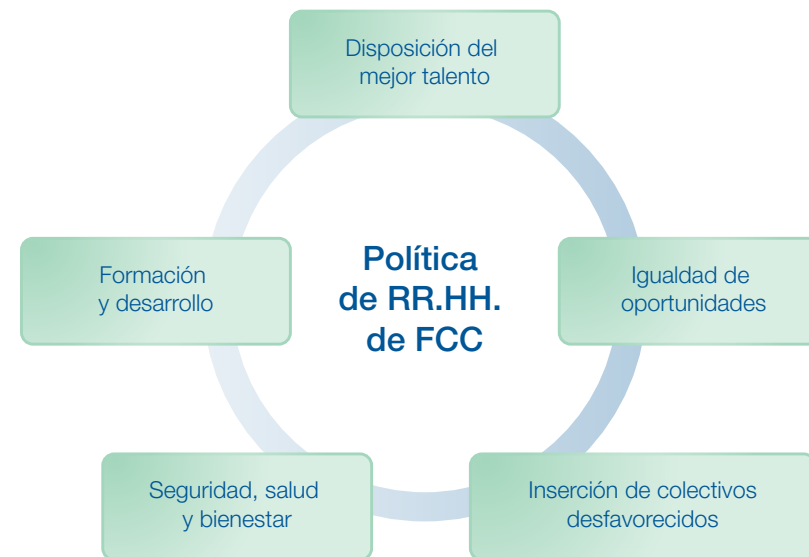 Disposición del
mejor talento
Formación
y desarrollo
Política
de RR.HH.
de FCC
Igualdad de
oportunidades
Seguridad, salud
y bienestar
Inserción de colectivos
desfavorecidos